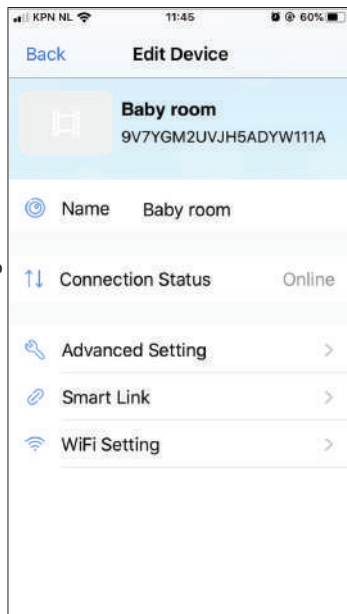 KPN NL 11:45 60%
Back Edit Device
Baby room
9V7YGM2UVJH5ADYW111A
Name Baby room
Connection Status Online
Advanced Setting
Smart Link
WiFi Setting